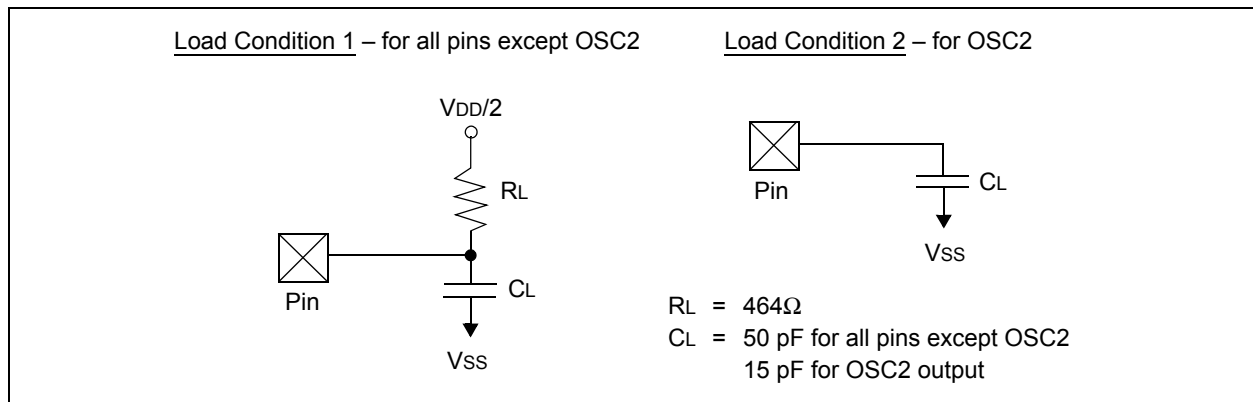 Load Condition 1 – for all pins except OSC2
VDD/2
RL
Pin
CL
VSS
Load Condition 2 – for OSC2
Pin
CL
VSS
RL = 464Ω
CL = 50 pF for all pins except OSC2
15 pF for OSC2 output